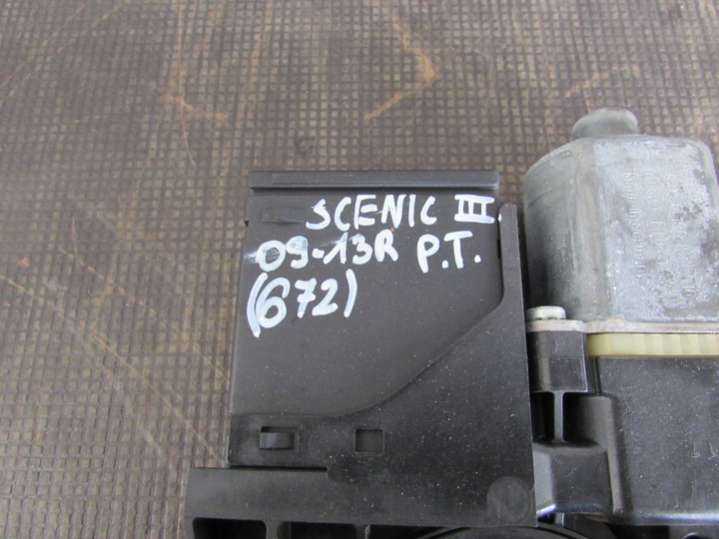 SCENIC III.
09-13R P.T.
(672)